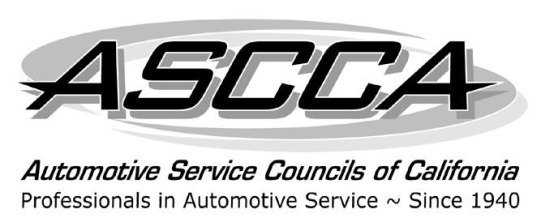 ASCCA
Automotive Service Councils of California
Professionals in Automotive Service ~ Since 1940